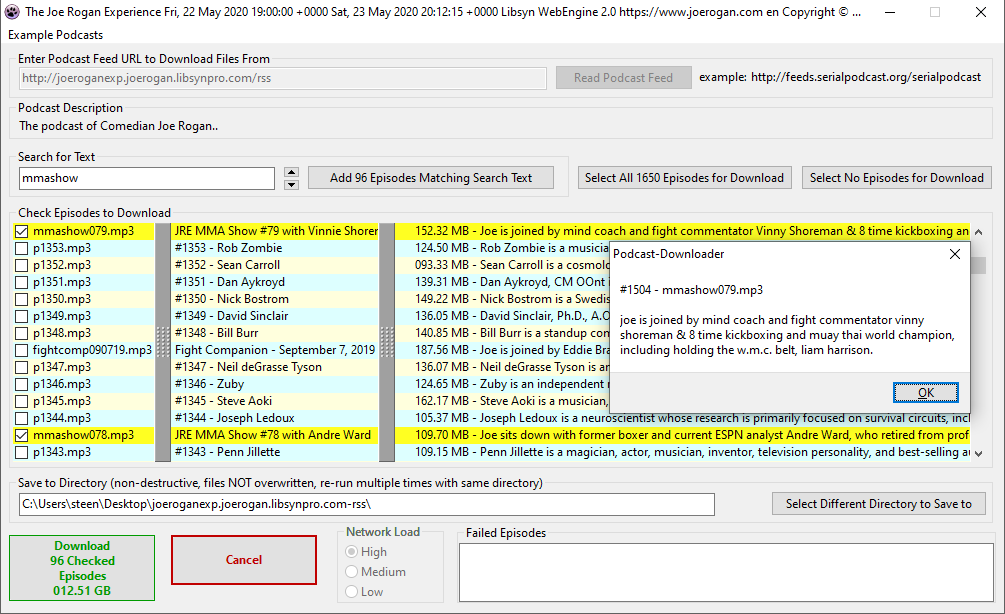 The Joe Rogan Experience Fri, 22 May 2020 19:00:00 +0000 Sat, 23 May 2020 20:12:15 +0000 Libsyn WebEngine 2.0 https://www.joerogan.com en Copyright © ...
Example Podcasts
Enter Podcast Feed URL to Download Files From
http://joeroganexp.joerogan.libsynpro.com/rss
Read Podcast Feed
example: http://feeds.serialpodcast.org/serialpodcast
Podcast Description
The podcast of Comedian Joe Rogan..
Search for Text
mmashow
Add 96 Episodes Matching Search Text
Select All 1650 Episodes for Download
Select No Episodes for Download
Check Episodes to Download
mmashow079.mp3 JRE MMA Show #79 with Vinnie Shorer 152.32 MB - Joe is joined by mind coach and fight commentator Vinny Shoreman & 8 time kickboxing an
p1353.mp3 #1353 - Rob Zombie 124.50 MB - Rob Zombie is a musicia
p1352.mp3 #1352 - Sean Carroll 093.33 MB - Sean Carroll is a cosmolo
p1351.mp3 #1351 - Dan Aykroyd 139.31 MB - Dan Aykroyd, CM OOnt i
p1350.mp3 #1350 - Nick Bostrom 149.22 MB - Nick Bostrom is a Swedis
p1349.mp3 #1349 - David Sinclair 136.05 MB - David Sinclair, Ph.D., A.O
p1348.mp3 #1348 - Bill Burr 140.85 MB - Bill Burr is a standup com
fightcomp090719.mp3 Fight Companion - September 7, 2019 187.56 MB - Joe is joined by Eddie Bra
p1347.mp3 #1347 - Neil deGrasse Tyson 136.07 MB - Neil deGrasse Tyson is an
p1346.mp3 #1346 - Zuby 124.65 MB - Zuby is an independent
p1345.mp3 #1345 - Steve Aoki 162.17 MB - Steve Aoki is a musician,
p1344.mp3 #1344 - Joseph Ledoux 105.37 MB - Joseph Ledoux is a neuroscientist whose research is primarily focused on survival circuits, incl
mmashow078.mp3 JRE MMA Show #78 with Andre Ward 109.70 MB - Joe sits down with former boxer and current ESPN analyst Andre Ward, who retired from prof
p1343.mp3 #1343 - Penn Jillette 109.15 MB - Penn Jillette is a magician, actor, musician, inventor, television personality, and best-selling
Podcast-Downloader
#1504 - mmashow079.mp3
joe is joined by mind coach and fight commentator vinny
shoreman & 8 time kickboxing and muay thai world champion,
including holding the w.m.c. belt, liam harrison.
OK
Save to Directory (non-destructive, files NOT overwritten, re-run multiple times with same directory)
C:\Users\steen\Desktop\joeroganexp.joerogan.libsynpro.com-rss\
Select Different Directory to Save to
Download
96 Checked
Episodes
012.51 GB
Cancel
Network Load
High
Medium
Low
Failed Episodes